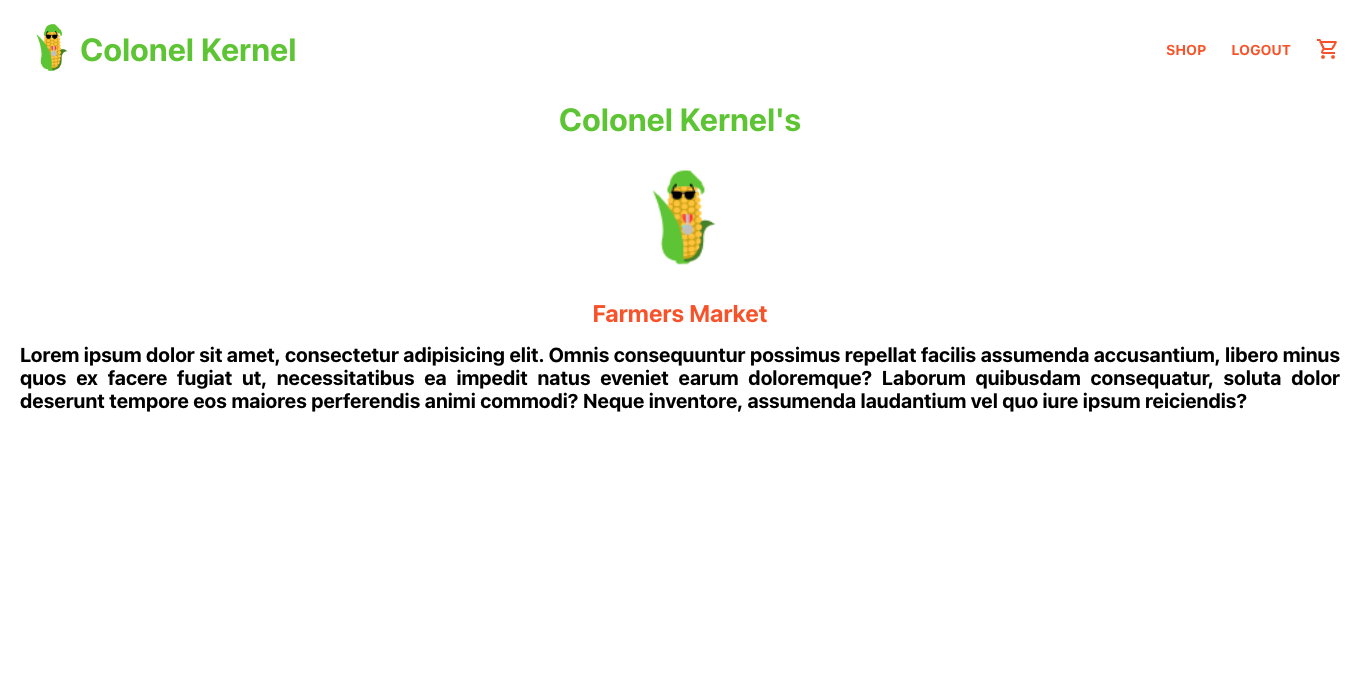 Colonel Kernel
SHOP
LOGOUT
Colonel Kernel's
Farmers Market
Lorem ipsum dolor sit amet, consectetur adipisicing elit. Omnis consequuntur possimus repellat facilis assumenda accusantium, libero minus
quos ex facere fugiat ut, necessitatibus ea impedit natus eveniet earum doloremque? Laborum quibusdam consequatur, soluta dolor
deserunt tempore eos maiores perferendis animi commodi? Neque inventore, assumenda laudantium vel quo iure ipsum reiciendis?